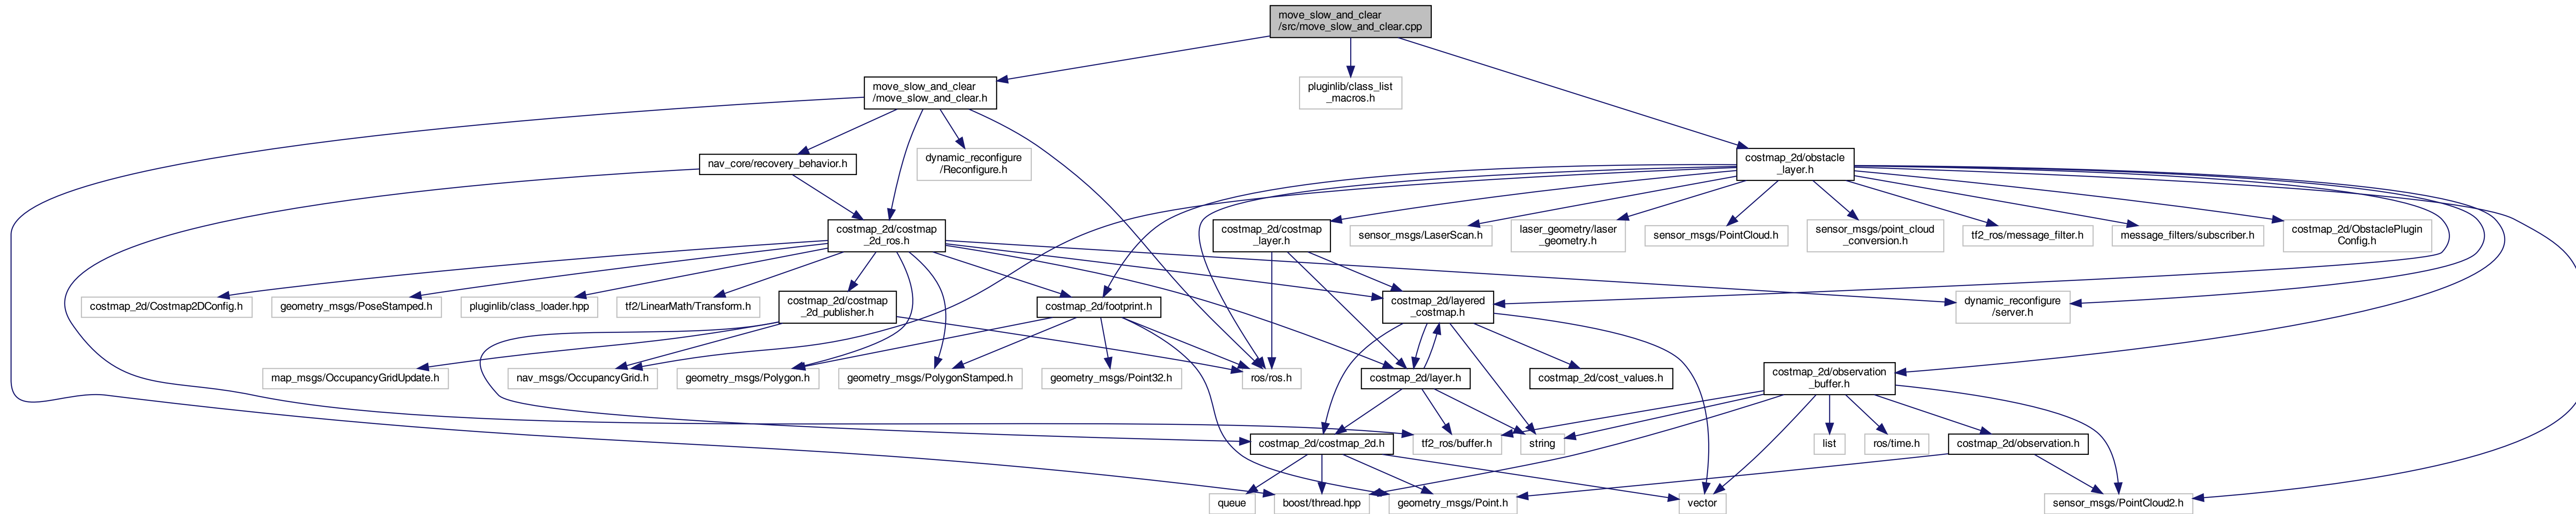 move_slow_and_clear
/src/move_slow_and_clear.cpp
move_slow_and_clear
/move_slow_and_clear.h
pluginlib/class_list
_macros.h
nav_core/recovery_behavior.h
dynamic_reconfigure
/Reconfigure.h
costmap_2d/obstacle
_layer.h
costmap_2d/costmap
_2d_ros.h
costmap_2d/costmap
_layer.h
sensor_msgs/LaserScan.h
laser_geometry/laser
_geometry.h
sensor_msgs/PointCloud.h
sensor_msgs/point_cloud
_conversion.h
tf2_ros/message_filter.h
message_filters/subscriber.h
costmap_2d/ObstaclePlugin
Config.h
costmap_2d/Costmap2DConfig.h
geometry_msgs/PoseStamped.h
pluginlib/class_loader.hpp
tf2/LinearMath/Transform.h
costmap_2d/costmap
_2d_publisher.h
costmap_2d/footprint.h
costmap_2d/layered
_costmap.h
dynamic_reconfigure
/server.h
map_msgs/OccupancyGridUpdate.h
nav_msgs/OccupancyGrid.h
geometry_msgs/Polygon.h
geometry_msgs/PolygonStamped.h
geometry_msgs/Point32.h
ros/ros.h
costmap_2d/layer.h
costmap_2d/cost_values.h
costmap_2d/observation
_buffer.h
costmap_2d/costmap_2d.h
tf2_ros/buffer.h
string
list
ros/time.h
costmap_2d/observation.h
queue
boost/thread.hpp
geometry_msgs/Point.h
vector
sensor_msgs/PointCloud2.h